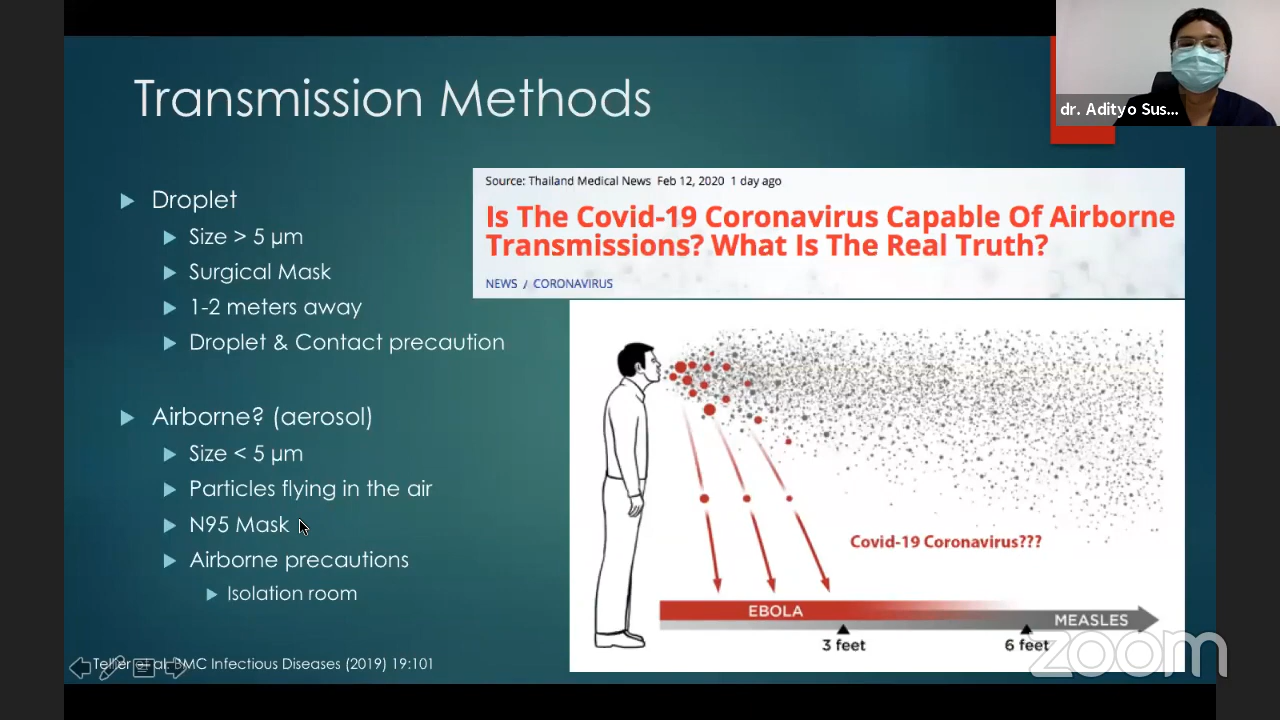 Transmission Methods
dr. Adityo Sus...
Droplet
Size > 5 μm
Surgical Mask
1-2 meters away
Droplet & Contact precaution
Airborne? (aerosol)
Size < 5 μm
Particles flying in the air
N95 Mask
Airborne precautions
Isolation room
Source: Thailand Medical News Feb 12, 2020 1 day ago
Is The Covid-19 Coronavirus Capable Of Airborne
Transmissions? What Is The Real Truth?
NEWS / CORONAVIRUS
Covid-19 Coronavirus???
EBOLA
MEASLES
3 feet
6 feet
Teller et al. BMC Infectious Diseases (2019) 19:101
zoom